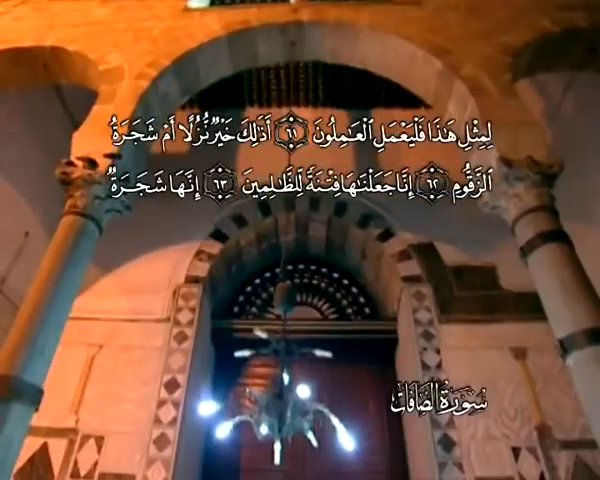 لِمِثْلِ هَٰذَا فَلْيَعْمَلِ ٱلْعَٰمِلُونَ ۝٦١ أَذَٰلِكَ خَيْرٌ نُّزُلًا أَمْ شَجَرَةُ
ٱلزَّقُّومِ ۝٦٢ إِنَّا جَعَلْنَٰهَا فِتْنَةً لِّلظَّٰلِمِينَ ۝٦٣ إِنَّهَا شَجَرَةٌ
سُورَةُ الصَّافَّات